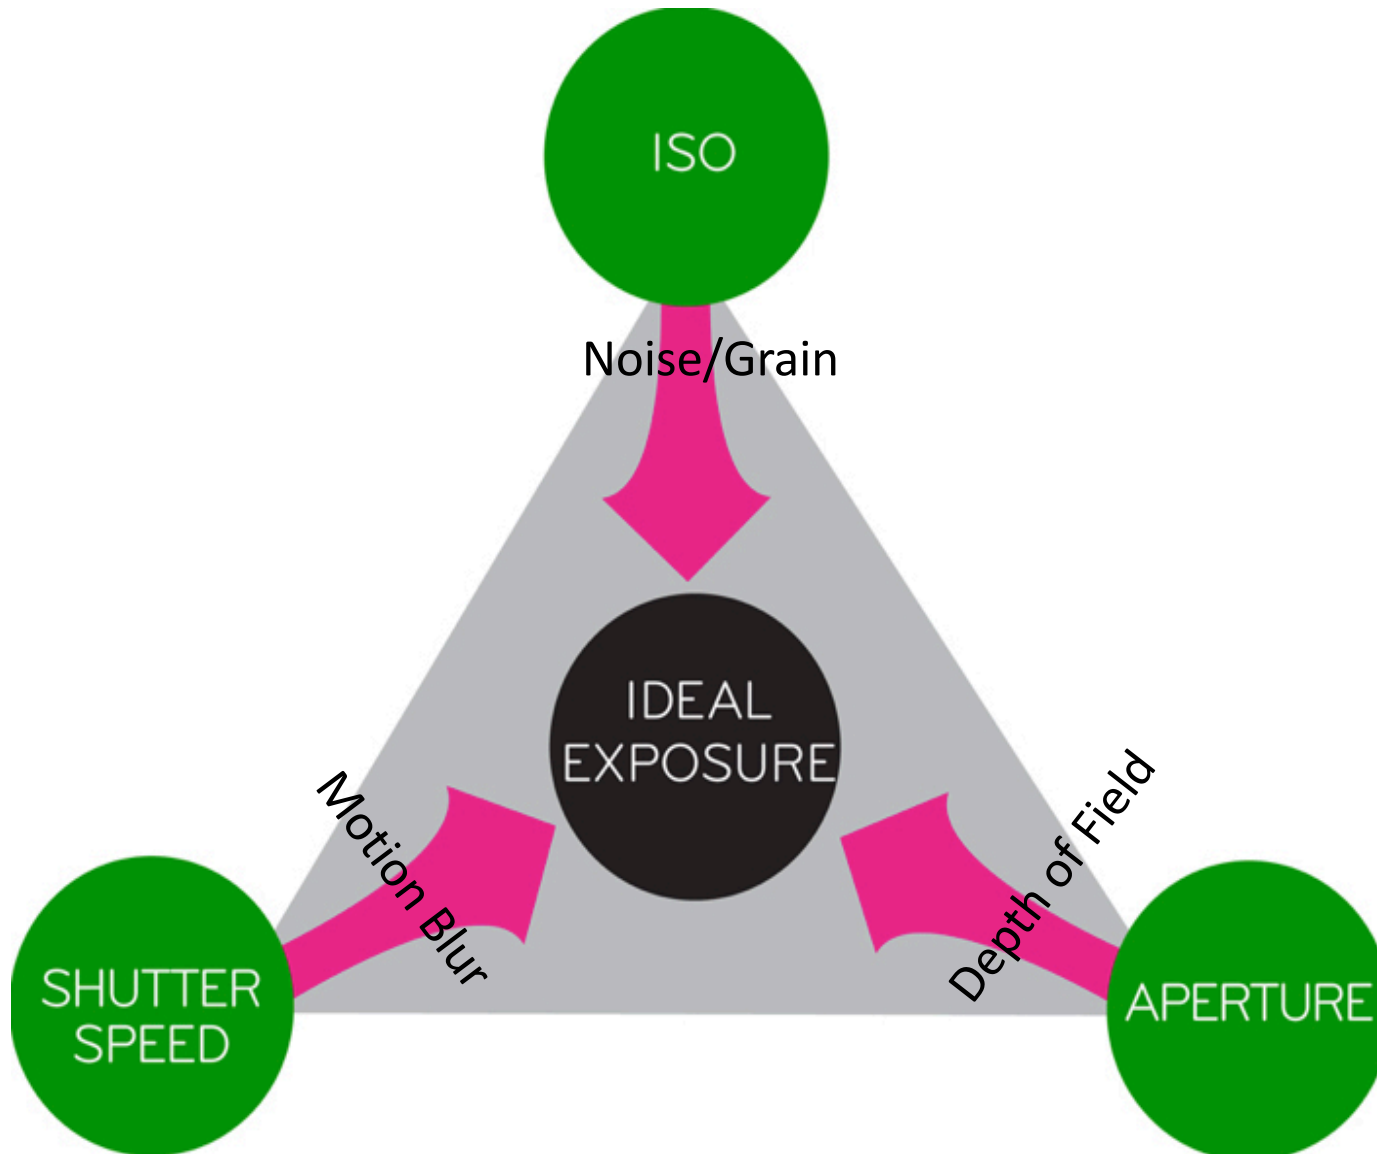 ISO
Noise/Grain
IDEAL
EXPOSURE
Motion Blur
Depth of Field
SHUTTER
SPEED
APERTURE